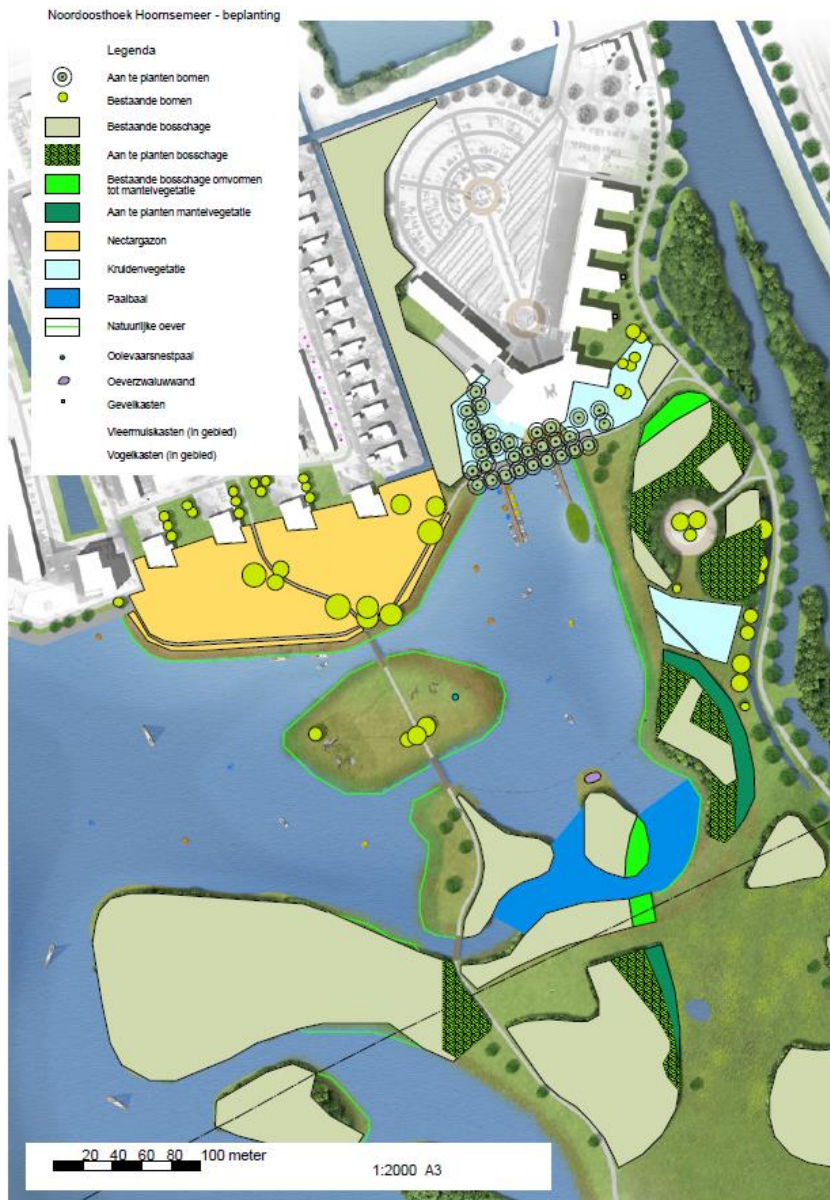 Noordoosthoek Hoornsemeer - beplanting
Legenda
Aan te planten bomen
Bestaande bomen
Bestaande bosschage
Aan te planten bosschage
Bestaande bosschage omvormen
tot mantelvegetatie
Aan te planten mantelvegetatie
Nectargazon
Kruidenvegetatie
Paaibaai
Natuurlijke oever
Ooievaarsnestpaal
Oeverzwaluwwand
Gevelkasten
Vleermuiskasten (in gebied)
Vogelkasten (in gebied)
20 40 60 80 100 meter
1:2000 A3